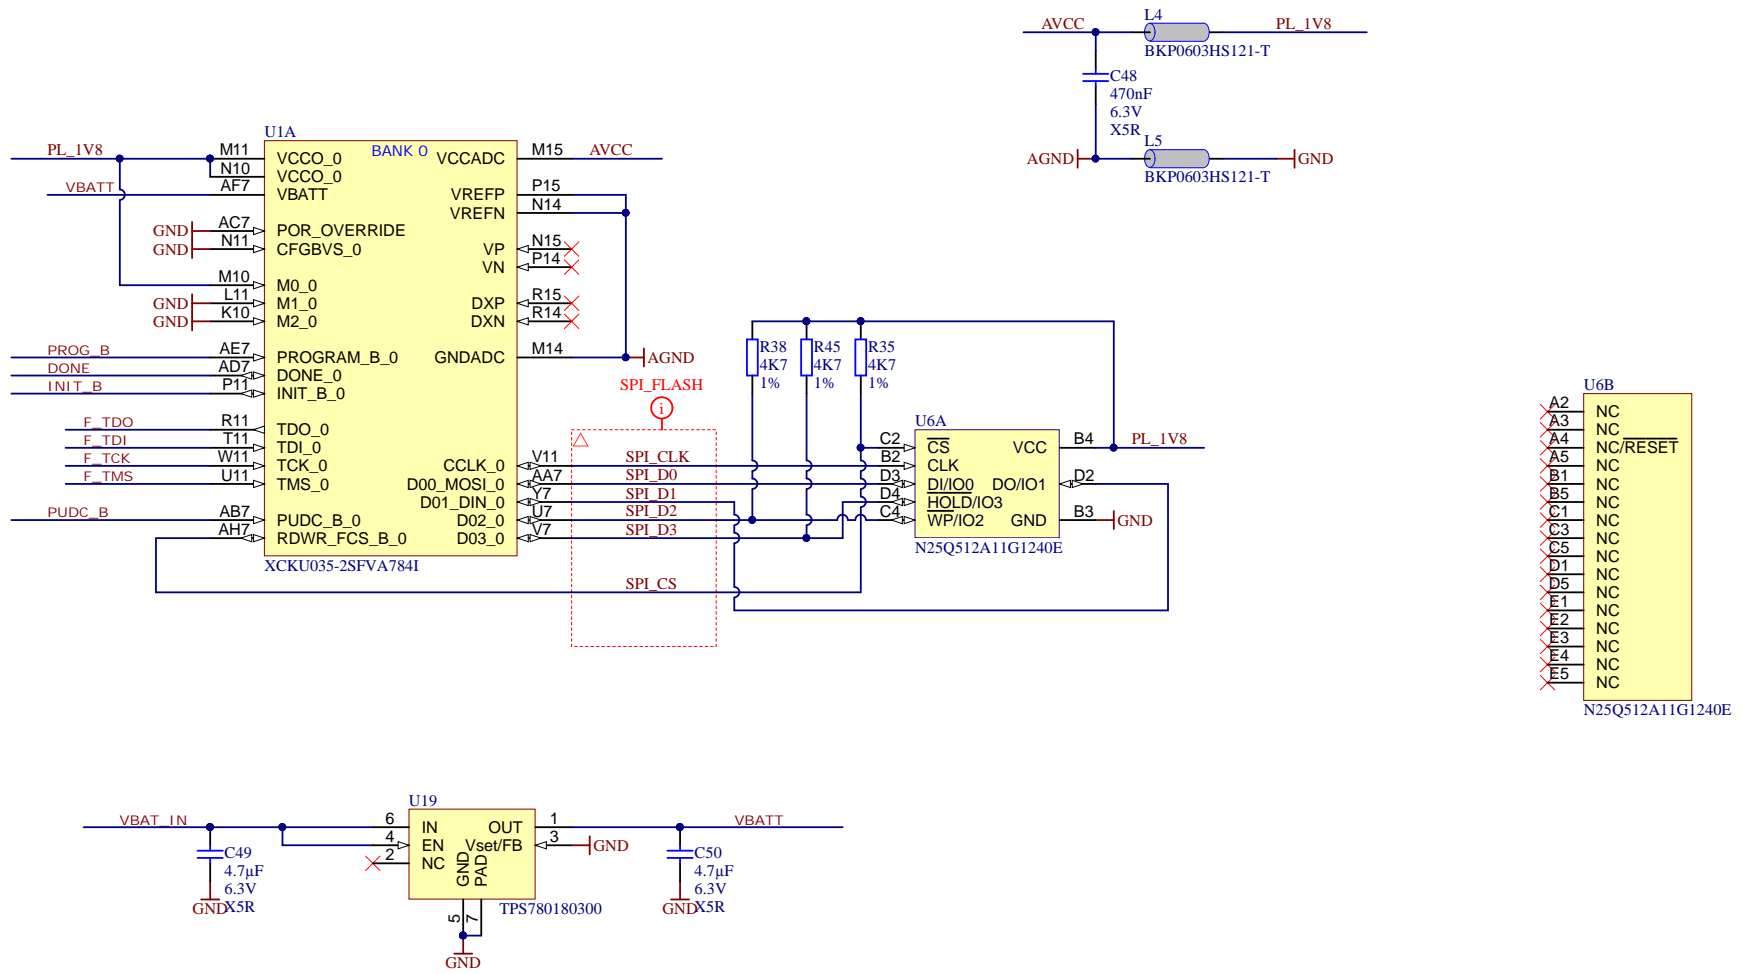 L4
AVCC
PL_1V8
BKP0603HS121-T
C48
470nF
6.3V
X5R
L5
AGND
GND
BKP0603HS121-T
U1A
BANK 0
PL_1V8
M11
VCCO_0
N10
VCCO_0
VBATT
AF7
VBATT
GND
AC7
POR_OVERRIDE
GND
N11
CFGBVS_0
M10
M0_0
GND
L11
M1_0
GND
K10
M2_0
PROG_B
AE7
PROGRAM_B_0
DONE
AD7
DONE_0
INIT_B
P11
INIT_B_0
F_TDO
R11
TDO_0
F_TDI
T11
TDI_0
F_TCK
W11
TCK_0
F_TMS
U11
TMS_0
PUDC_B
AB7
PUDC_B_0
AH7
RDWR_FCS_B_0
VCCADC
M15
AVCC
VREFP
P15
VREFN
N14
VP
N15
VN
P14
DXP
R15
DXN
R14
GNDADC
M14
AGND
CCLK_0
V11
SPI_CLK
D00_MOSI_0
AA7
SPI_D0
D01_DIN_0
Y7
SPI_D1
D02_0
U7
SPI_D2
D03_0
V7
SPI_D3
XCKU035-2SFVA784I
SPI_CS
SPI_FLASH
i
R38
4K7
1%
R45
4K7
1%
R35
4K7
1%
U6A
C2
CS
B2
CLK
D3
DI/IO0
D4
HOLD/IO3
C4
WP/IO2
VCC
B4
PL_1V8
DO/IO1
D2
GND
B3
GND
N25Q512A11G1240E
U6B
A2
NC
A3
NC
A4
NC/RESET
A5
NC
B1
NC
B5
NC
C1
NC
C3
NC
C5
NC
D1
NC
D5
NC
E1
NC
E2
NC
E3
NC
E4
NC
E5
NC
N25Q512A11G1240E
U19
VBAT_IN
6
IN
4
EN
2
NC
OUT
1
VBATT
Vset/FB
3
GND
GND
PAD
5
7
GND
TPS780180300
C49
4.7µF
6.3V
X5R
GND
C50
4.7µF
6.3V
X5R
GND